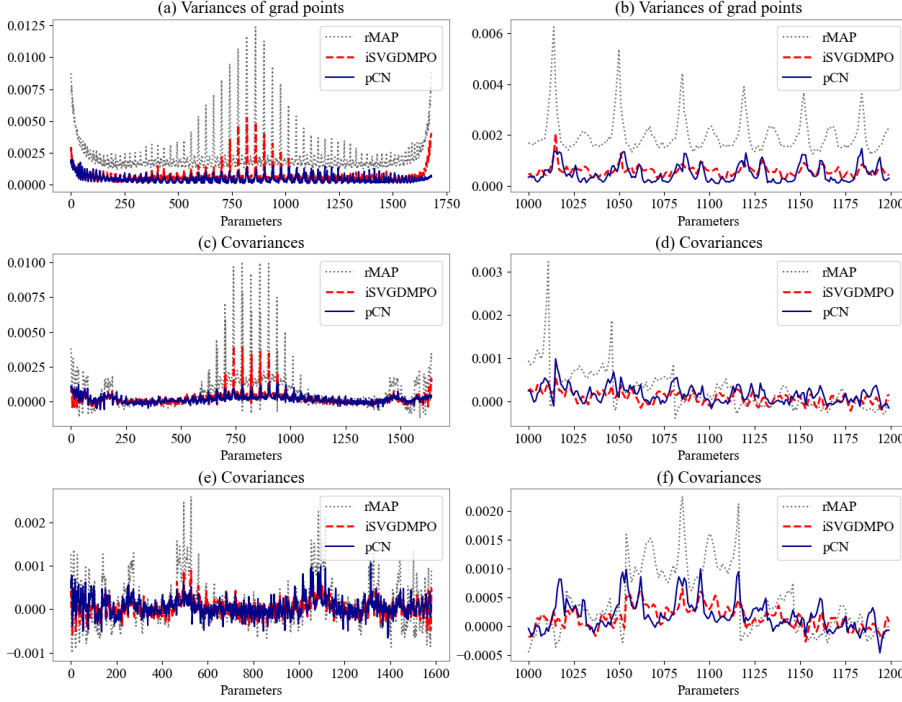 (a) Variances of grad points
0.0125
0.0100
0.0075
0.0050
0.0025
0.0000
rMAP
iSVGDMPO
pCN
0 250 500 750 1000 1250 1500 1750
Parameters
(b) Variances of grad points
0.006
0.004
0.002
0.000
rMAP
iSVGDMPO
pCN
1000 1025 1050 1075 1100 1125 1150 1175 1200
Parameters
(c) Covariances
0.0100
0.0075
0.0050
0.0025
0.0000
rMAP
iSVGDMPO
pCN
0 250 500 750 1000 1250 1500
Parameters
(d) Covariances
0.003
0.002
0.001
0.000
rMAP
iSVGDMPO
pCN
1000 1025 1050 1075 1100 1125 1150 1175 1200
Parameters
(e) Covariances
0.002
0.001
0.000
−0.001
rMAP
iSVGDMPO
pCN
0 200 400 600 800 1000 1200 1400 1600
Parameters
(f) Covariances
0.0020
0.0015
0.0010
0.0005
0.0000
−0.0005
rMAP
iSVGDMPO
pCN
1000 1025 1050 1075 1100 1125 1150 1175 1200
Parameters